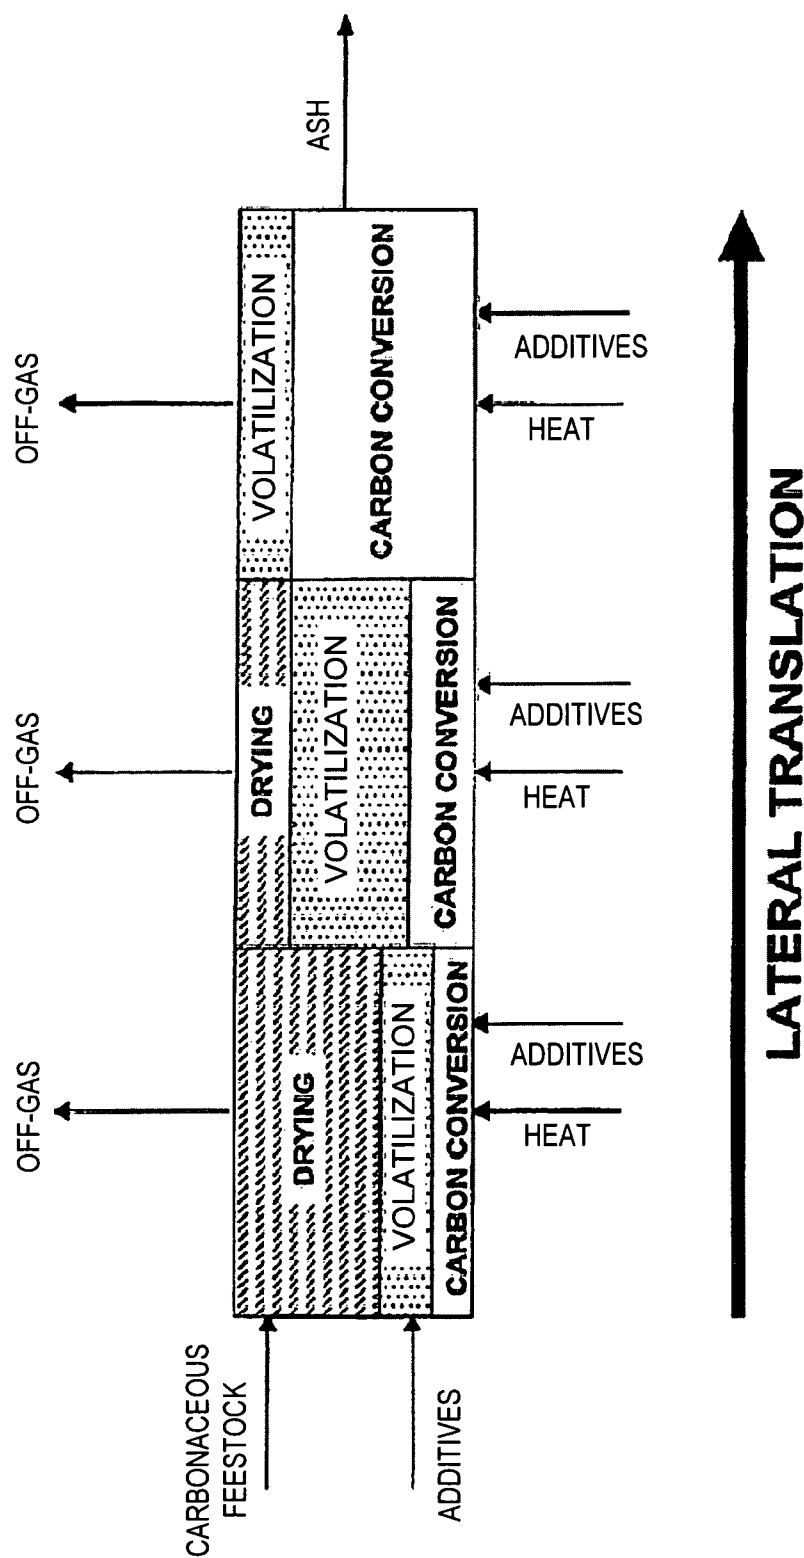 OFF-GAS
OFF-GAS
OFF-GAS
CARBONACEOUS
FEESTOCK
ADDITIVES
DRYING
VOLATILIZATION
CARBON CONVERSION
DRYING
VOLATILIZATION
CARBON CONVERSION
VOLATILIZATION
CARBON CONVERSION
ASH
HEAT
ADDITIVES
HEAT
ADDITIVES
HEAT
ADDITIVES
LATERAL TRANSLATION